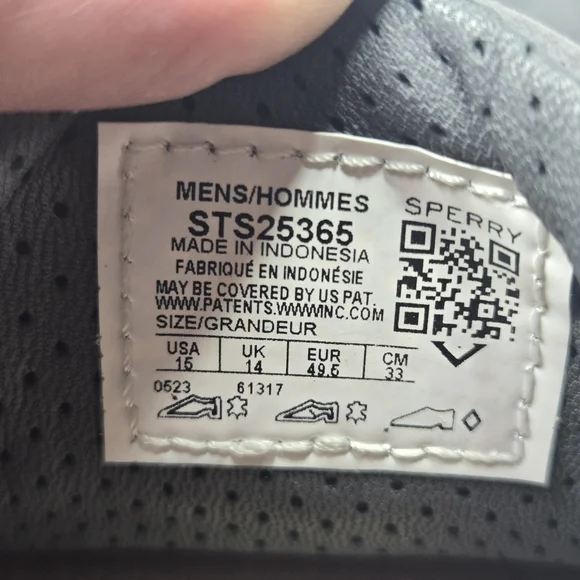 MENS/HOMMES
SPERRY
STS25365
MADE IN INDONESIA
FABRIQUÉ EN INDONÉSIE
MAY BE COVERED BY US PAT.
WWW.PATENTS.WWWINC.COM
SIZE/GRANDEUR
USA UK EUR CM
15 14 49.5 33
0523 61317